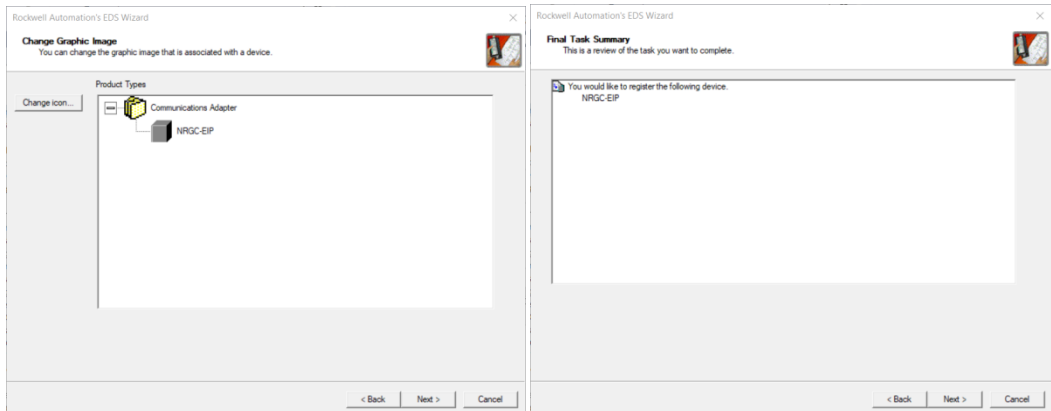 Rockwell Automation's EDS Wizard
Change Graphic Image
You can change the graphic image that is associated with a device.
Product Types
Change icon...
Communications Adapter
NRGC-EIP
< Back
Next >
Cancel
Rockwell Automation's EDS Wizard
Final Task Summary
This is a review of the task you want to complete.
You would like to register the following device.
NRGC-EIP
< Back
Next >
Cancel